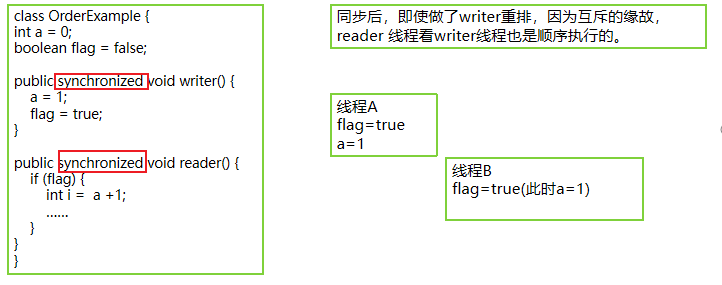 class OrderExample {
int a = 0;
boolean flag = false;
public synchronized void writer() {
a = 1;
flag = true;
}
public synchronized void reader() {
if (flag) {
int i = a +1;
......
}
}
}
同步后，即使做了writer重排，因为互斥的缘故，
reader 线程看writer线程也是顺序执行的。
线程A
flag=true
a=1
线程B
flag=true(此时a=1)